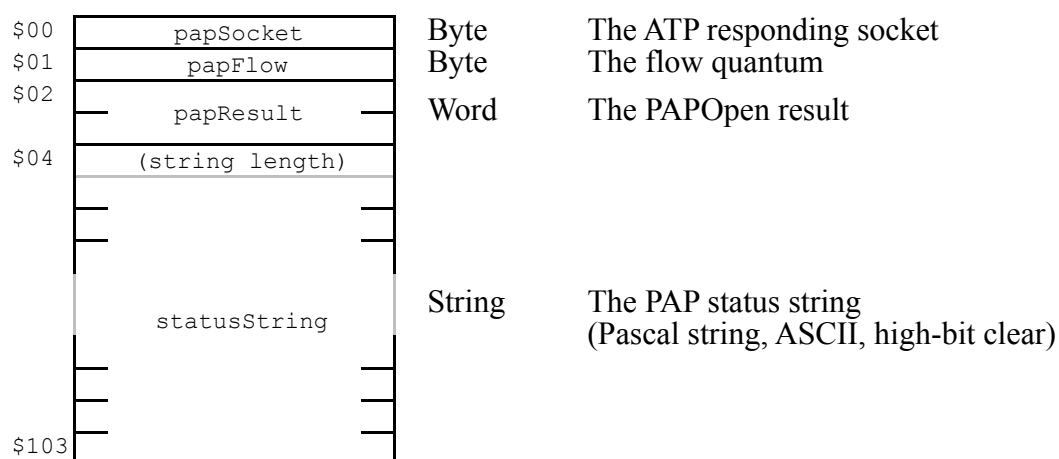 $00 papSocket Byte The ATP responding socket
$01 papFlow Byte The flow quantum
$02
papResult Word The PAPOpen result
$04 (string length)
String The PAP status string
statusString (Pascal string, ASCII, high-bit clear)
$103